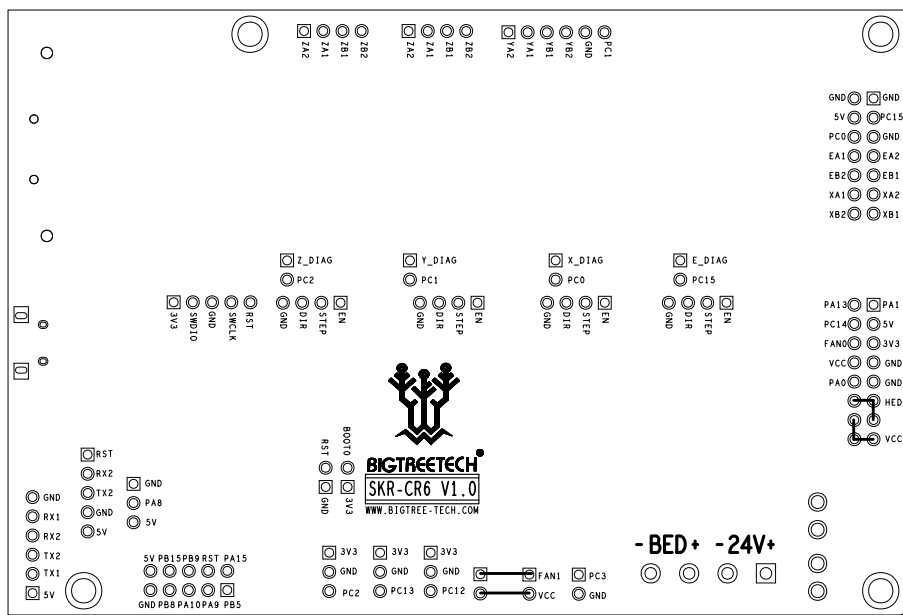 ZA2 ZA1 ZB1 ZB2 ZA2 ZA1 ZB1 ZB2 YA2 YA1 YB1 YB2 GND PC1
GND GND
5V PC15
PC0 GND
EA1 EA2
EB2 EB1
XA1 XA2
XB2 XB1
Z_DIAG Y_DIAG X_DIAG E_DIAG
PC2 PC1 PC0 PC15
3V3 SWDIO GND SWCLK RST GND DIR STEP EN GND DIR STEP EN GND DIR STEP EN GND DIR STEP EN
PA13 PA1
PC14 5V
FAN0 3V3
VCC GND
PA0 GND
HED
VCC
RST BOOT0
GND 3V3
BIGTREETECH®
SKR-CR6 V1.0
WWW.BIGTREE-TECH.COM
RST
RX2
TX2
GND
5V
GND
PA8
5V
GND
RX1
RX2
TX2
TX1
5V
5V PB15 PB9 RST PA15
GND PB8 PA10 PA9 PB5
3V3 3V3 3V3
GND GND GND
PC2 PC13 PC12
FAN1 PC3
VCC GND
-BED+ -24V+